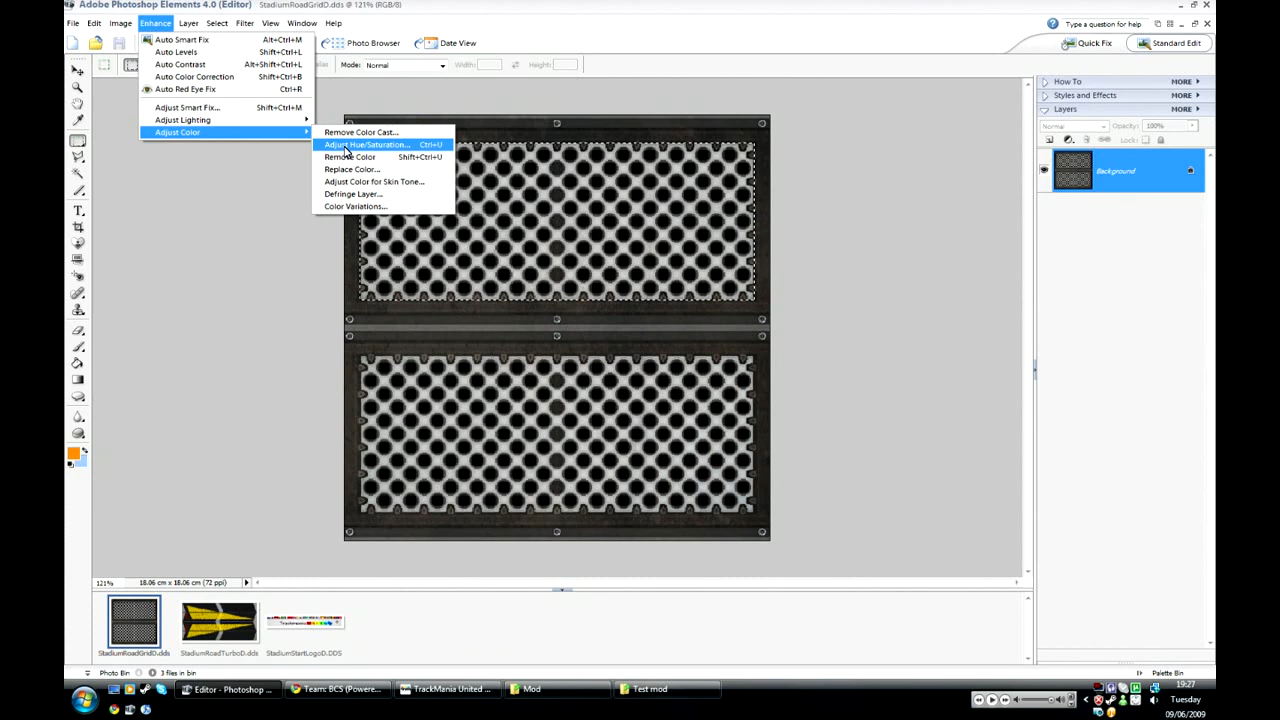 Adobe Photoshop Elements 4.0 (Editor)
StadiumRoadGridD.dds @ 121% (RGB/8)
File Edit Image Enhance Layer Select Filter View Window Help
Type a question for help
Photo Browser Date View
Quick Fix Standard Edit
Mode: Normal Width: Height:
Auto Smart Fix Alt+Ctrl+M
Auto Levels Shift+Ctrl+L
Auto Contrast Alt+Shift+Ctrl+L
Auto Color Correction Shift+Ctrl+B
Auto Red Eye Fix Ctrl+R
Adjust Smart Fix... Shift+Ctrl+M
Adjust Lighting
Adjust Color
Remove Color Cast...
Adjust Hue/Saturation... Ctrl+U
Remove Color Shift+Ctrl+U
Replace Color...
Adjust Color for Skin Tone...
Defringe Layer...
Color Variations...
How To MORE
Styles and Effects MORE
Layers MORE
Normal Opacity: 100%
Lock:
Background
121% 18.06 cm x 18.06 cm (72 ppi)
StadiumRoadGridD.dds StadiumRoadTurboD.dds StadiumStartLogoD.DDS
Photo Bin 3 files in bin
Palette Bin
Editor - Photoshop ... Team: BCS (Powere... TrackMania United ... Mod Test mod
19:27
Tuesday
09/06/2009